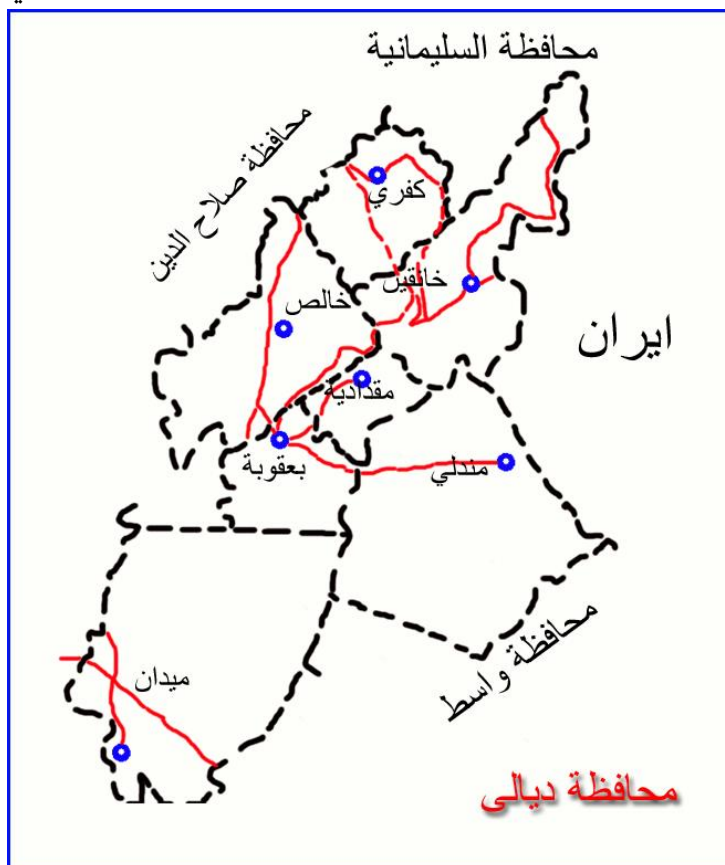 محافظة السليمانية
محافظة صلاح الدين
كفري
خانقين
خالص
ايران
مقدادية
بعقوبة
مندلي
محافظة واسط
ميدان
محافظة ديالى